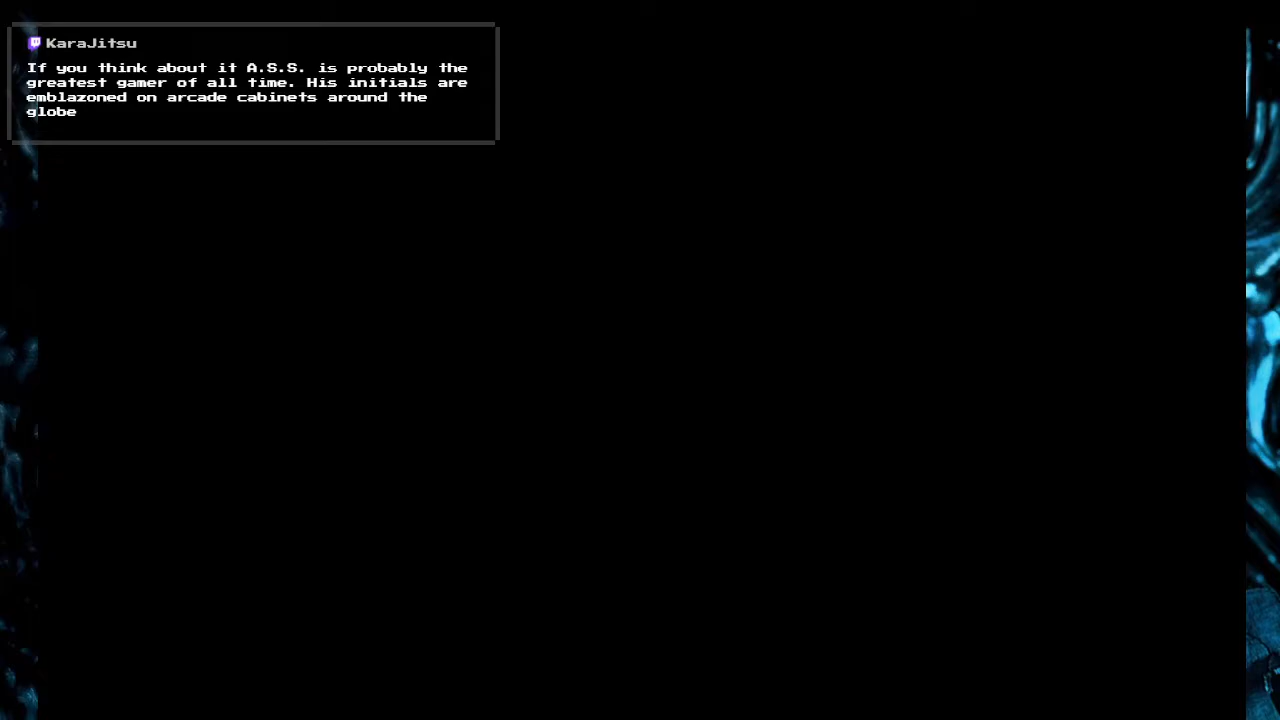 KaraJitsu
If you think about it A.S.S. is probably the
greatest gamer of all time. His initials are
emblazoned on arcade cabinets around the
globe